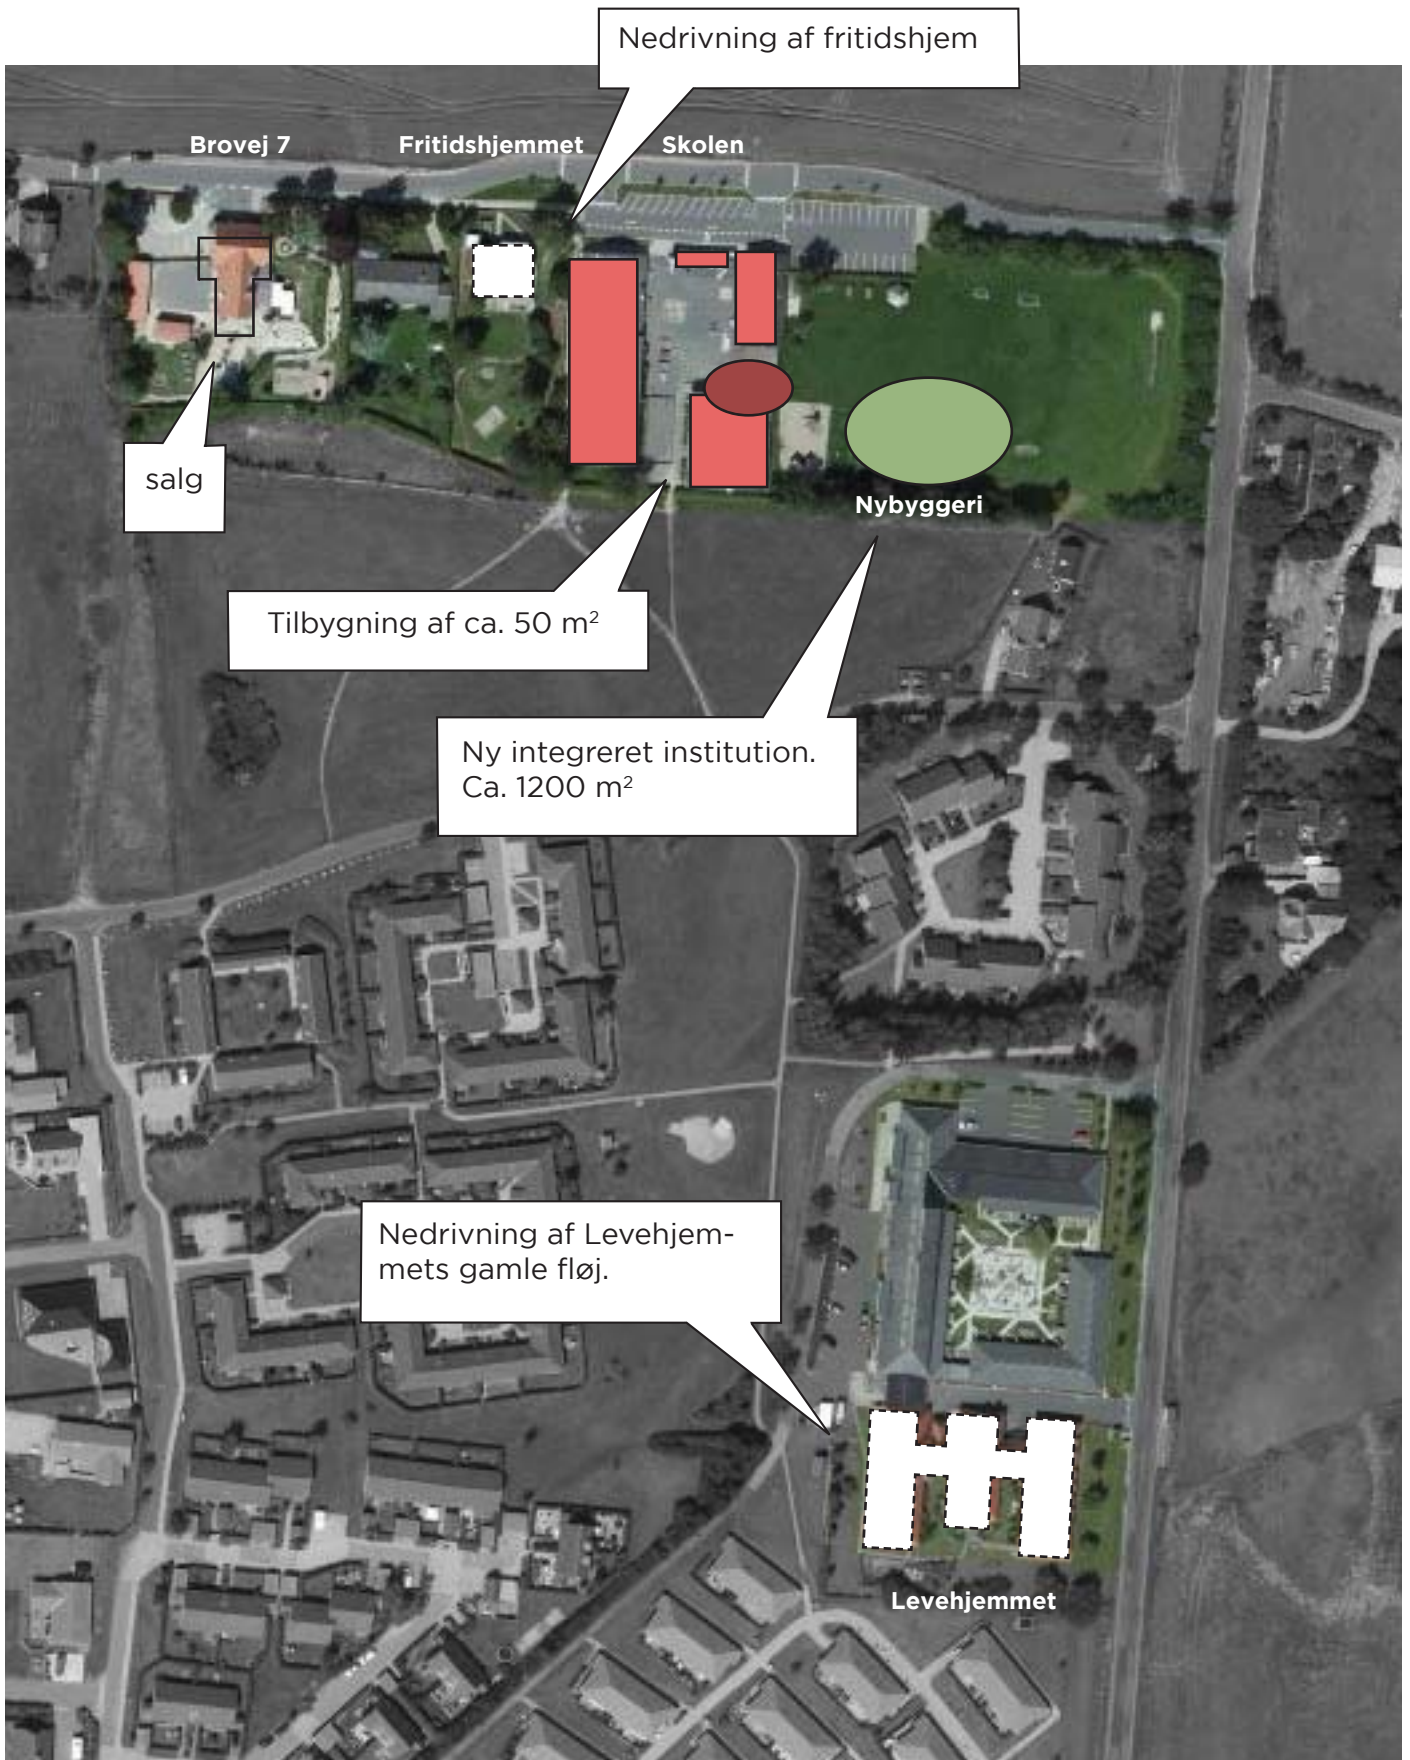 Nedrivning af fritidshjem
Brovej 7
Fritidshjemmet
Skolen
salg
Nybyggeri
Tilbygning af ca. 50 m²
Ny integreret institution.
Ca. 1200 m²
Nedrivning af Levehjem-
mets gamle fløj.
Levehjemmet